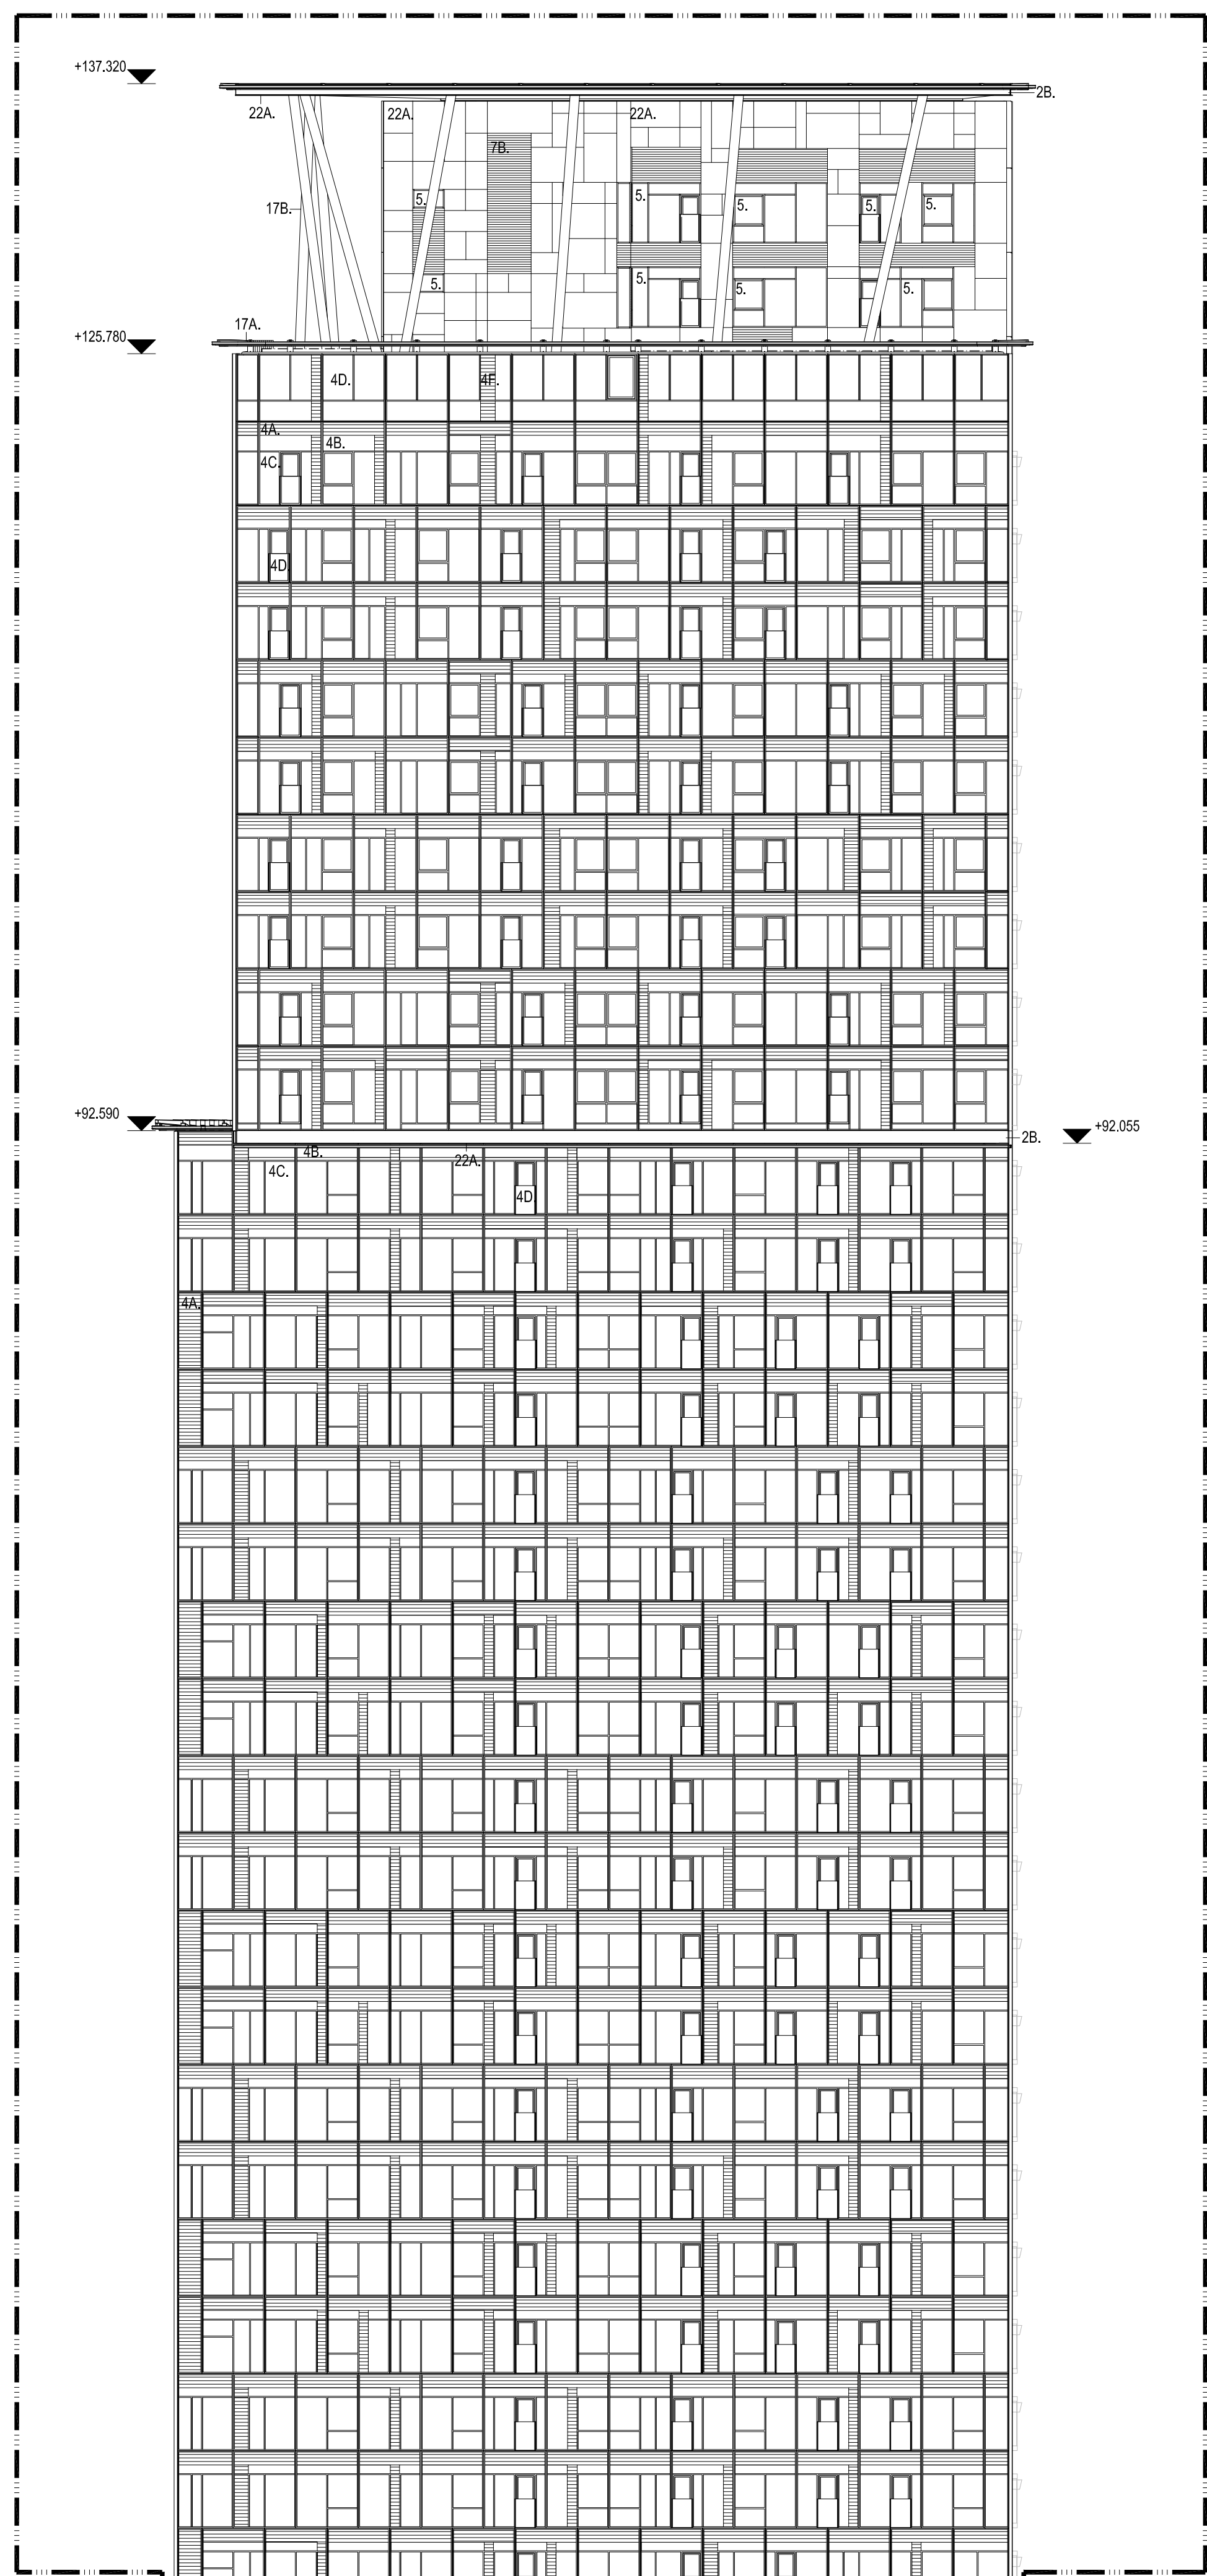 +137.320
2B.
22A.
22A.
22A.
7B.
5.
5.
5.
5.
5.
17B.
5.
5.
5.
5.
17A.
+125.780
4D.
4F.
4A.
4B.
4C.
4D.
+92.590
+92.055
2B.
4B.
22A.
4C.
4D.
4A.